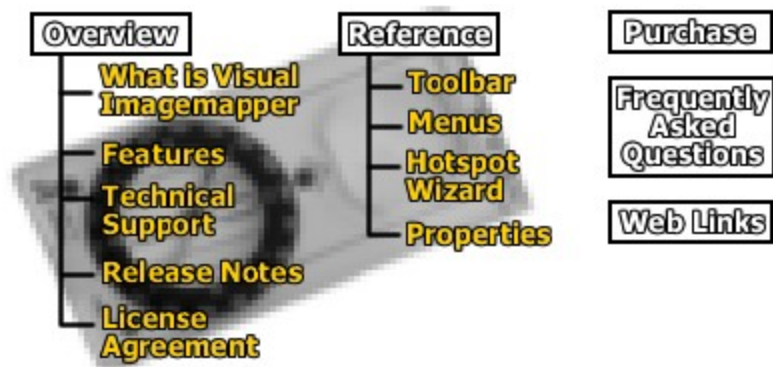 Overview
What is Visual
Imagemapper
Features
Technical
Support
Release Notes
License
Agreement
Reference
Toolbar
Menus
Hotspot
Wizard
Properties
Purchase
Frequently
Asked
Questions
Web Links